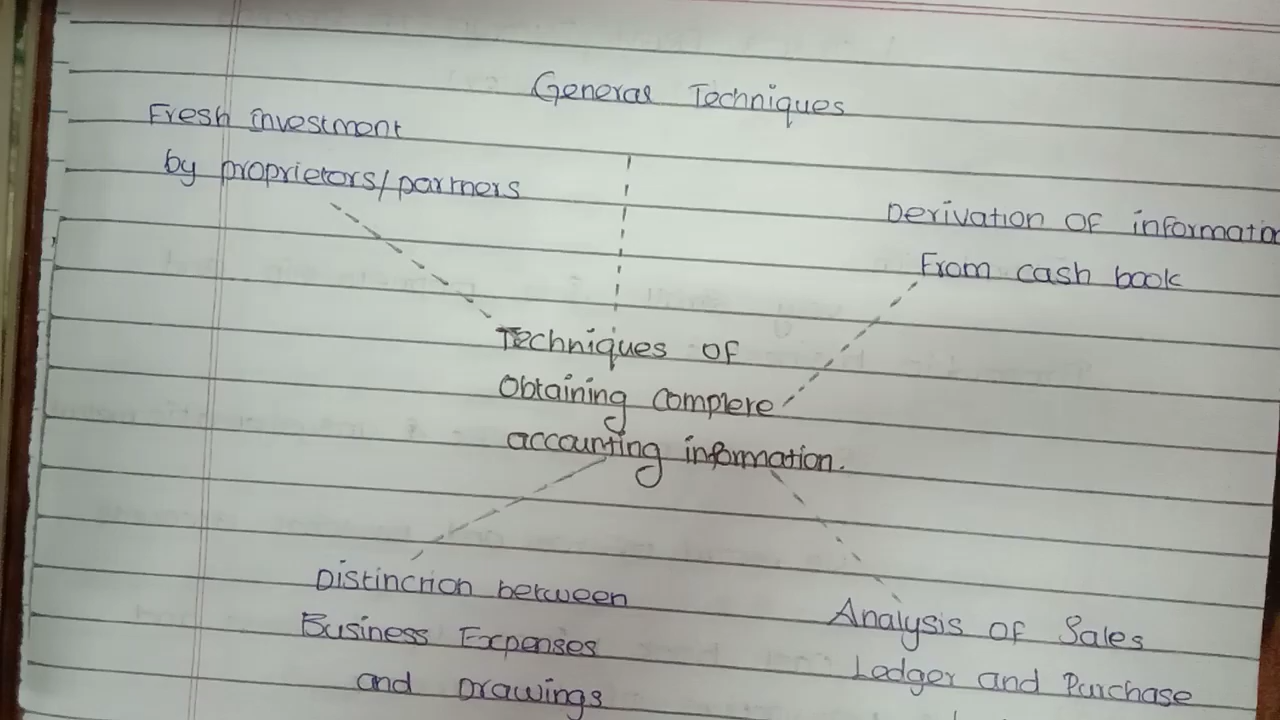 General Techniques
Fresh investment
by proprietors/partners
Derivation of informatio
From cash book
Techniques of
Obtaining complete
accounting information.
Distinction between
Business Expenses
and Drawings
Analysis of Sales
Ledger and Purchase